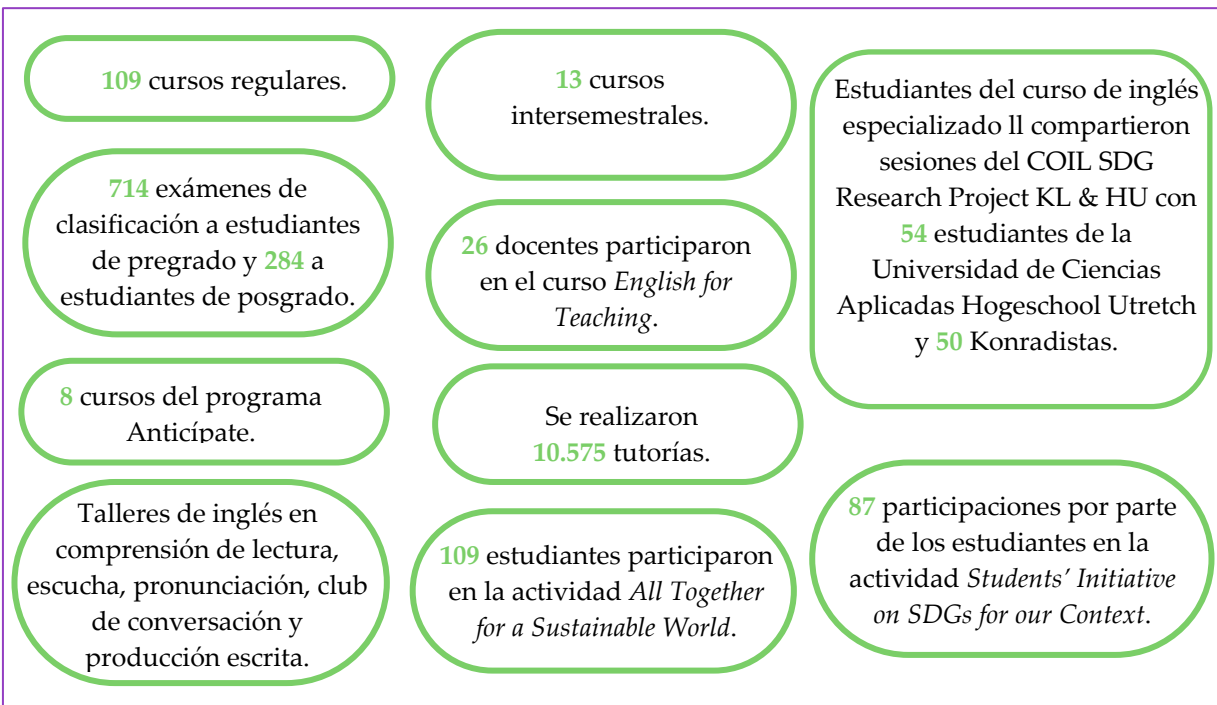 109 cursos regulares.
714 exámenes de
clasificación a estudiantes
de pregrado y 284 a
estudiantes de posgrado.
8 cursos del programa
Anticípate.
Talleres de inglés en
comprensión de lectura,
escucha, pronunciación, club
de conversación y
producción escrita.
13 cursos
intersemestrales.
26 docentes participaron
en el curso English for
Teaching.
Se realizaron
10.575 tutorías.
109 estudiantes participaron
en la actividad All Together
for a Sustainable World.
Estudiantes del curso de inglés
especializado ll compartieron
sesiones del COIL SDG
Research Project KL & HU con
54 estudiantes de la
Universidad de Ciencias
Aplicadas Hogeschool Utretch
y 50 Konradistas.
87 participaciones por parte
de los estudiantes en la
actividad Students’ Initiative
on SDGs for our Context.